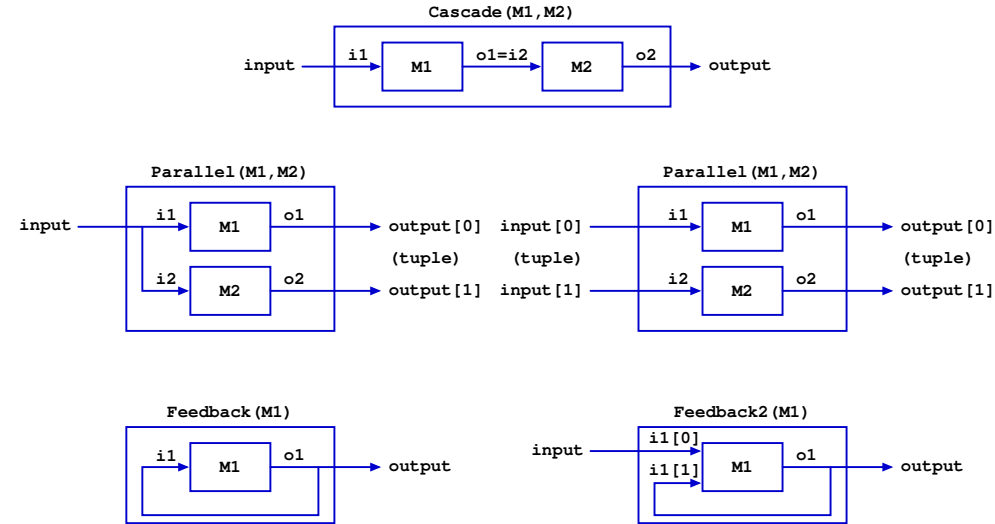 Cascade(M1,M2)
input i1 M1 o1=i2 M2 o2 output
Parallel(M1,M2)
input i1 M1 o1 output[0]
(tuple)
i2 M2 o2 output[1]
Parallel(M1,M2)
input[0] i1 M1 o1 output[0]
(tuple) (tuple)
input[1] i2 M2 o2 output[1]
Feedback(M1)
i1 M1 o1 output
Feedback2(M1)
input i1[0] M1 o1 output
i1[1]